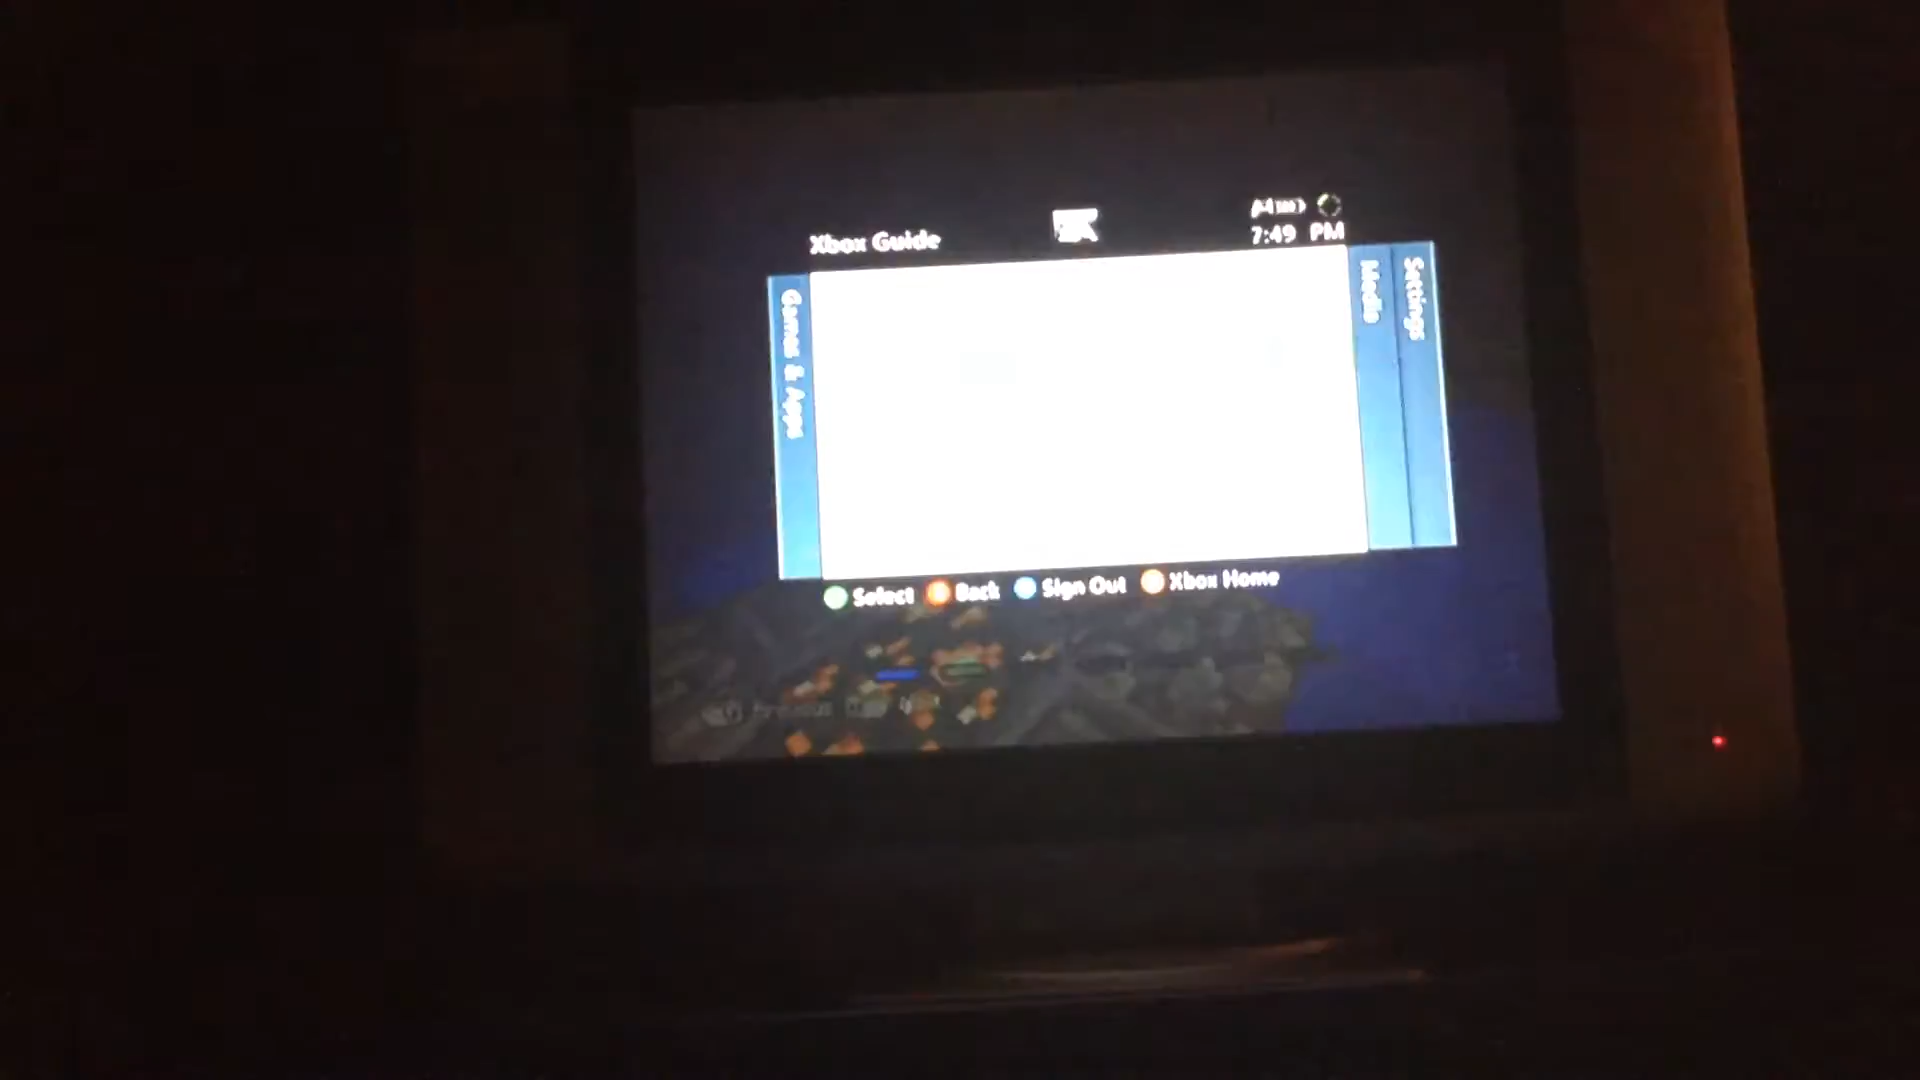 Xbox Guide
7:49 PM
Games & Apps
Media
Settings
Select Back Sign Out Xbox Home